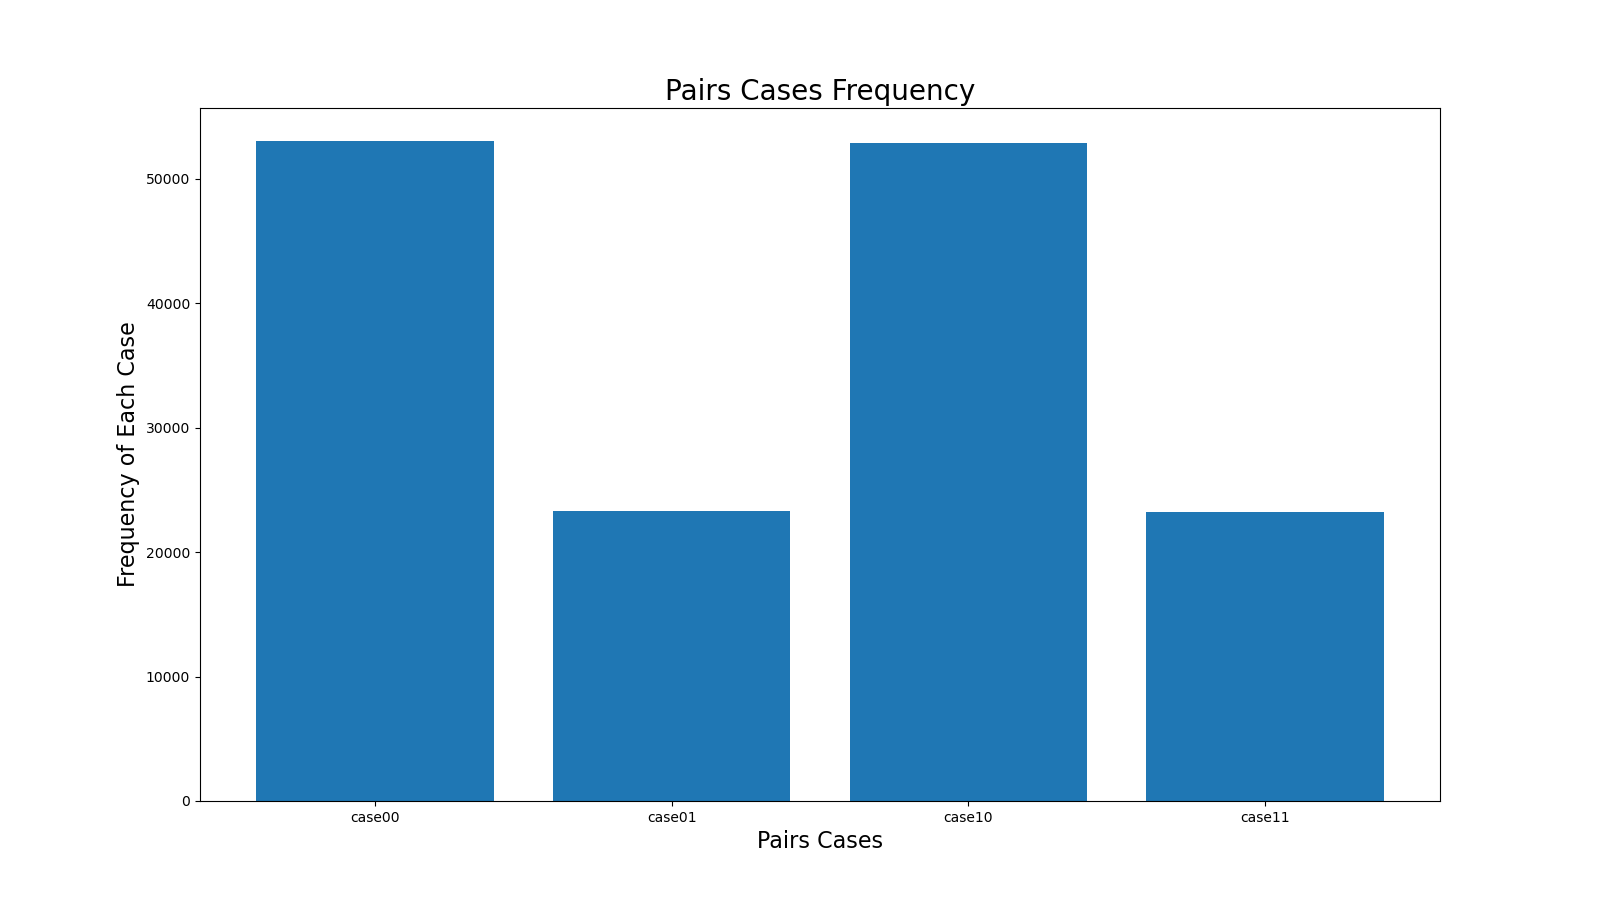 Pairs Cases Frequency
Frequency of Each Case
50000
40000
30000
20000
10000
0
case00 case01 case10 case11
Pairs Cases